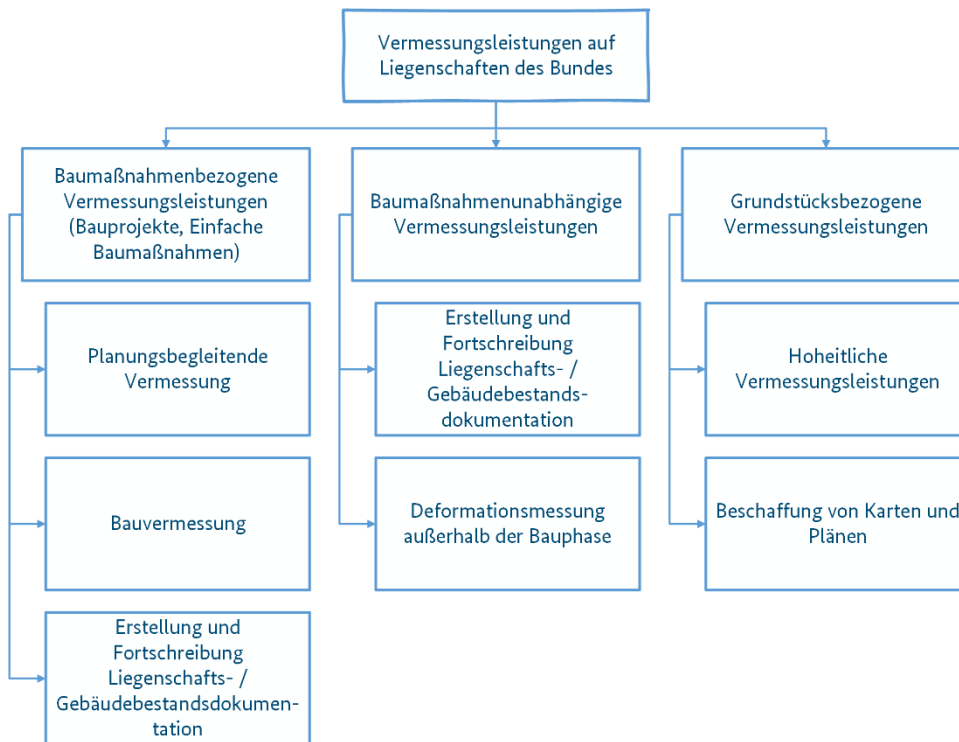 Vermessungsleistungen auf
Liegenschaften des Bundes
Baumaßnahmenbezogene
Vermessungsleistungen
(Bauprojekte, Einfache
Baumaßnahmen)
Planungsbegleitende
Vermessung
Bauvermessung
Erstellung und
Fortschreibung
Liegenschafts- /
Gebäudebestandsdokumen-
tation
Baumaßnahmenunabhängige
Vermessungsleistungen
Erstellung und
Fortschreibung
Liegenschafts- /
Gebäudebestands-
dokumentation
Deformationsmessung
außerhalb der Bauphase
Grundstücksbezogene
Vermessungsleistungen
Hoheitliche
Vermessungsleistungen
Beschaffung von Karten und
Plänen